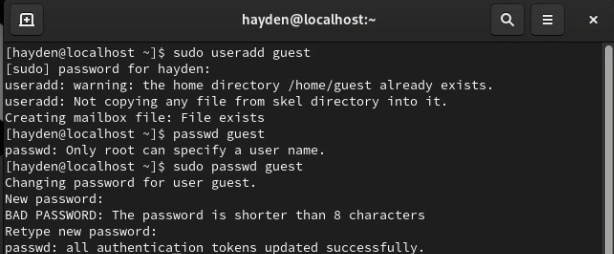 hayden@localhost:~
[hayden@localhost ~]$ sudo useradd guest
[sudo] password for hayden:
useradd: warning: the home directory /home/guest already exists.
useradd: Not copying any file from skel directory into it.
Creating mailbox file: File exists
[hayden@localhost ~]$ passwd guest
passwd: Only root can specify a user name.
[hayden@localhost ~]$ sudo passwd guest
Changing password for user guest.
New password:
BAD PASSWORD: The password is shorter than 8 characters
Retype new password:
passwd: all authentication tokens updated successfully.